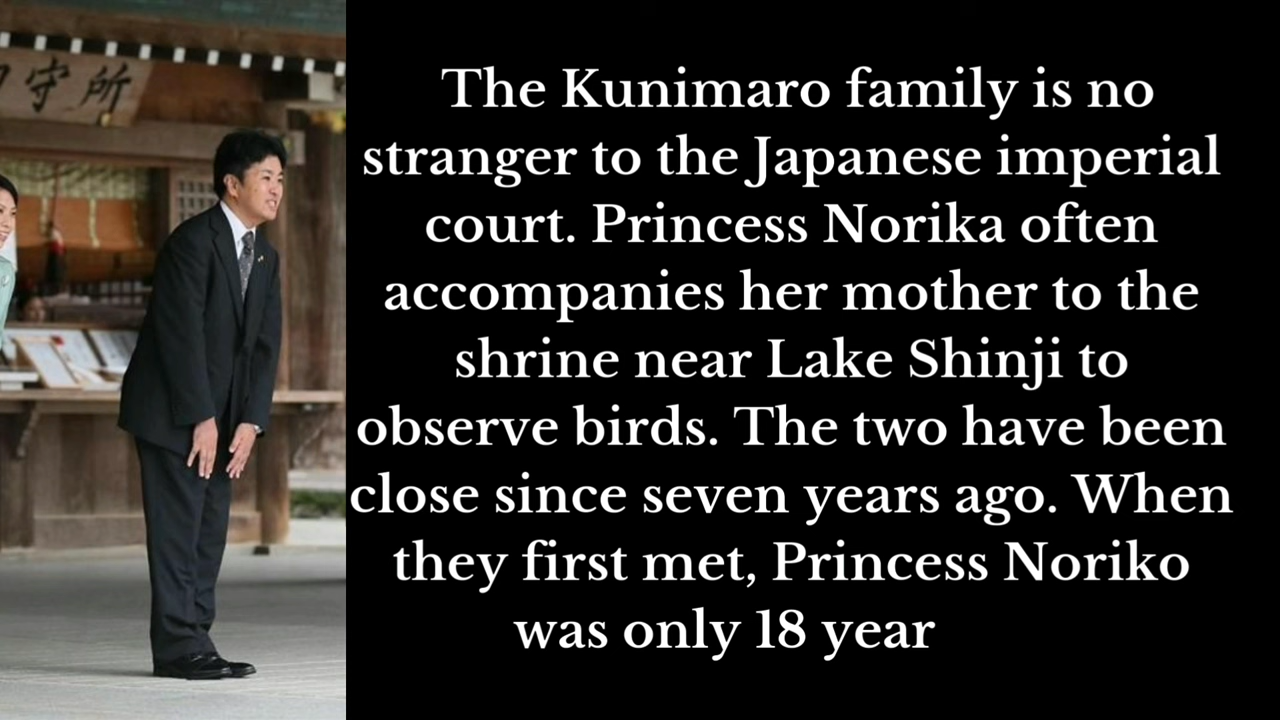 守所
The Kunimaro family is no
stranger to the Japanese imperial
court. Princess Norika often
accompanies her mother to the
shrine near Lake Shinji to
observe birds. The two have been
close since seven years ago. When
they first met, Princess Noriko
was only 18 year